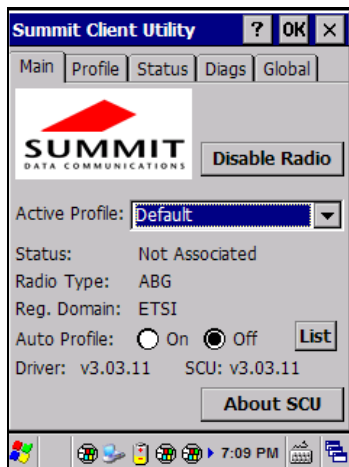 Summit Client Utility ? OK ×
Main Profile Status Diags Global
SUMMIT
DATA COMMUNICATIONS
Disable Radio
Active Profile: Default
Status: Not Associated
Radio Type: ABG
Reg. Domain: ETSI
Auto Profile: On Off List
Driver: v3.03.11 SCU: v3.03.11
About SCU
7:09 PM